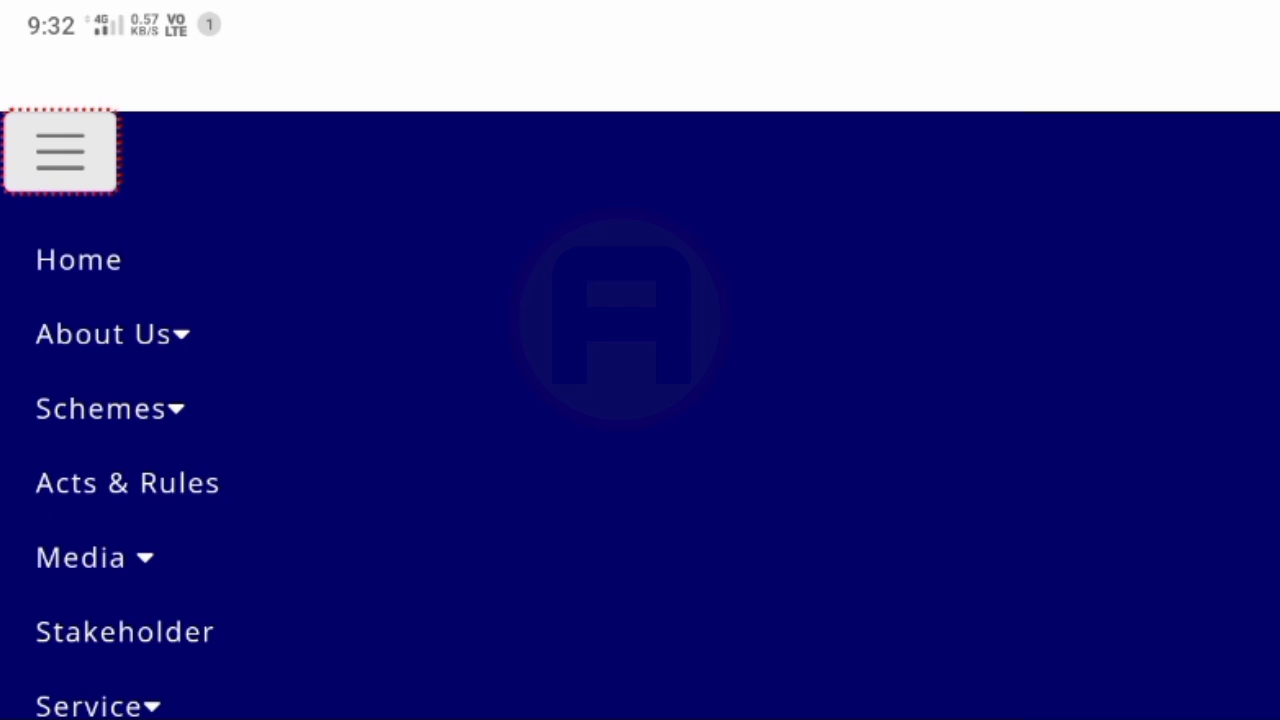 9:32 4G 0.57 KB/S VO LTE 1
Home
About Us
Schemes
Acts & Rules
Media
Stakeholder
Service